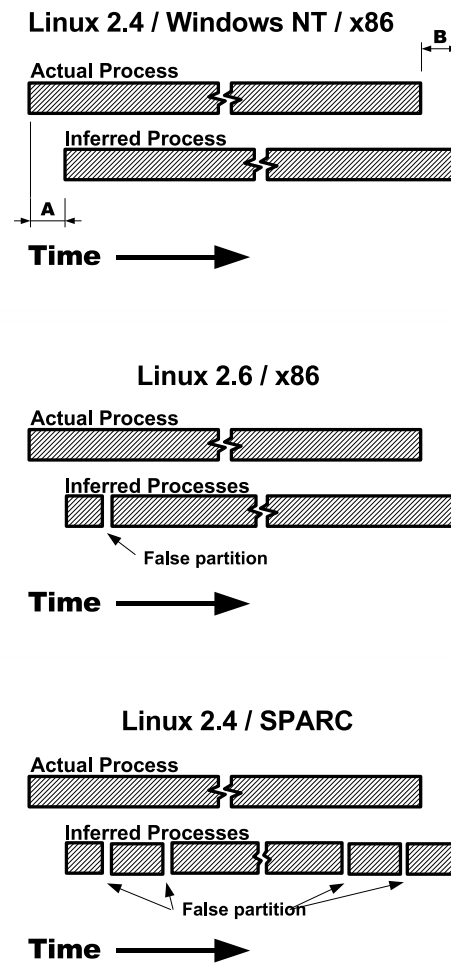 Linux 2.4 / Windows NT / x86
B
Actual Process
Inferred Process
A
Time
Linux 2.6 / x86
Actual Process
Inferred Processes
False partition
Time
Linux 2.4 / SPARC
Actual Process
Inferred Processes
False partition
Time